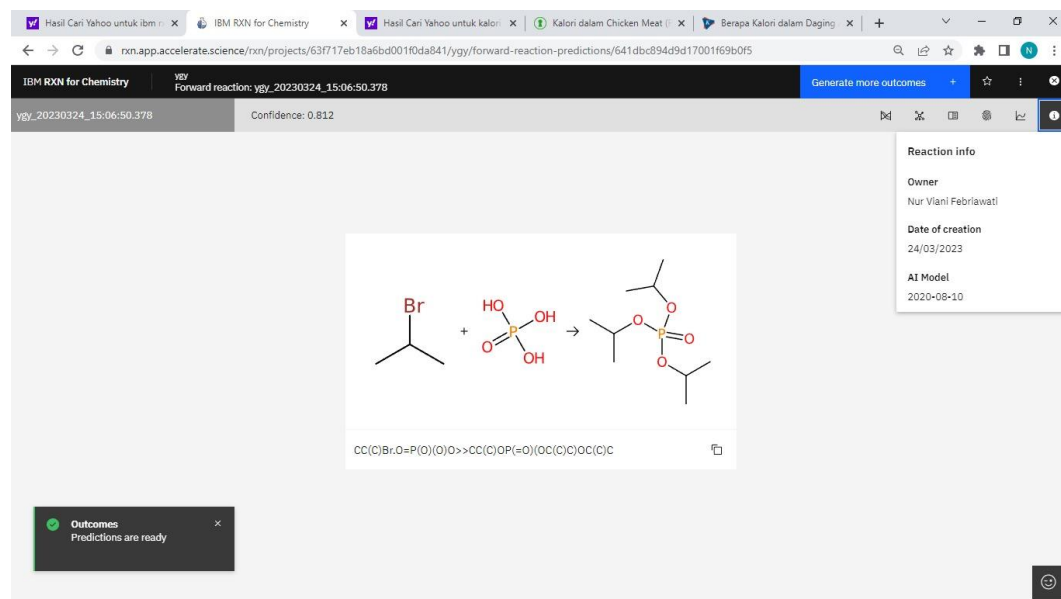 Hasil Cari Yahoo untuk ibm r
IBM RXN for Chemistry
Hasil Cari Yahoo untuk kalori
Kalori dalam Chicken Meat (
Berapa Kalori dalam Daging
rxn.app.accelerate.science/rxn/projects/63f717eb18a6bd001f0da841/ygy/forward-reaction-predictions/641dbc894d9d17001f69b0f5
N
IBM RXN for Chemistry
ygy
Forward reaction: ygy_20230324_15:06:50.378
Generate more outcomes +
ygy_20230324_15:06:50.378
Confidence: 0.812
Reaction info
Owner
Nur Viani Febriawati
Date of creation
24/03/2023
AI Model
2020-08-10
Br
+
HO
OH
P
O
OH
→
O
O
P
O
O
CC(C)Br.O=P(O)(O)O>>CC(C)OP(=O)(OC(C)C)OC(C)C
Outcomes
Predictions are ready